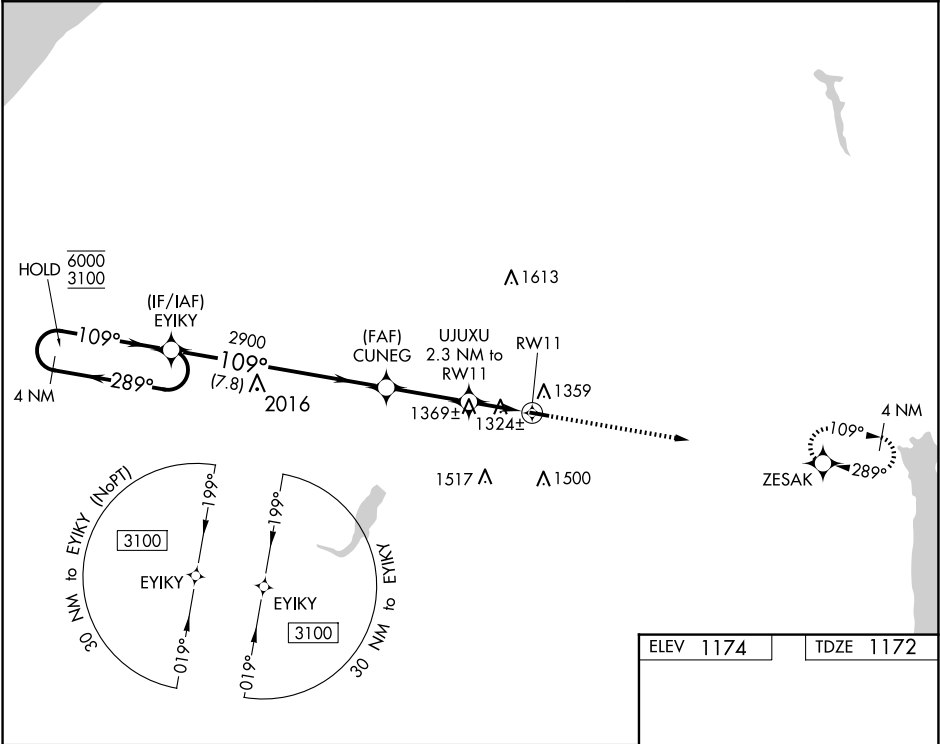 HOLD
6000
3100
(IF/IAF)
EYIKY
109°
289°
4 NM
2900
109°
(7.8)
2016
(FAF)
CUNEG
UJUXU
2.3 NM to
RW11
RW11
1613
1359
1369±
1324±
1517
1500
4 NM
109°
289°
ZESAK
30 NM to EYIKY (NoPT)
199°
3100
EYIKY
019°
199°
EYIKY
3100
019°
30 NM to EYIKY
ELEV 1174
TDZE 1172